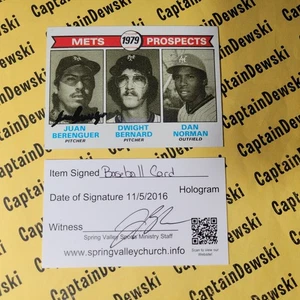 METS 1979 PROSPECTS
JUAN BERENGUER
PITCHER
DWIGHT BERNARD
PITCHER
DAN NORMAN
OUTFIELD
Item Signed Baseball Card
Hologram
Date of Signature 11/5/2016
Witness
Spring Valley Sports Ministry Staff
www.springvalleychurch.info
CaptainDewski